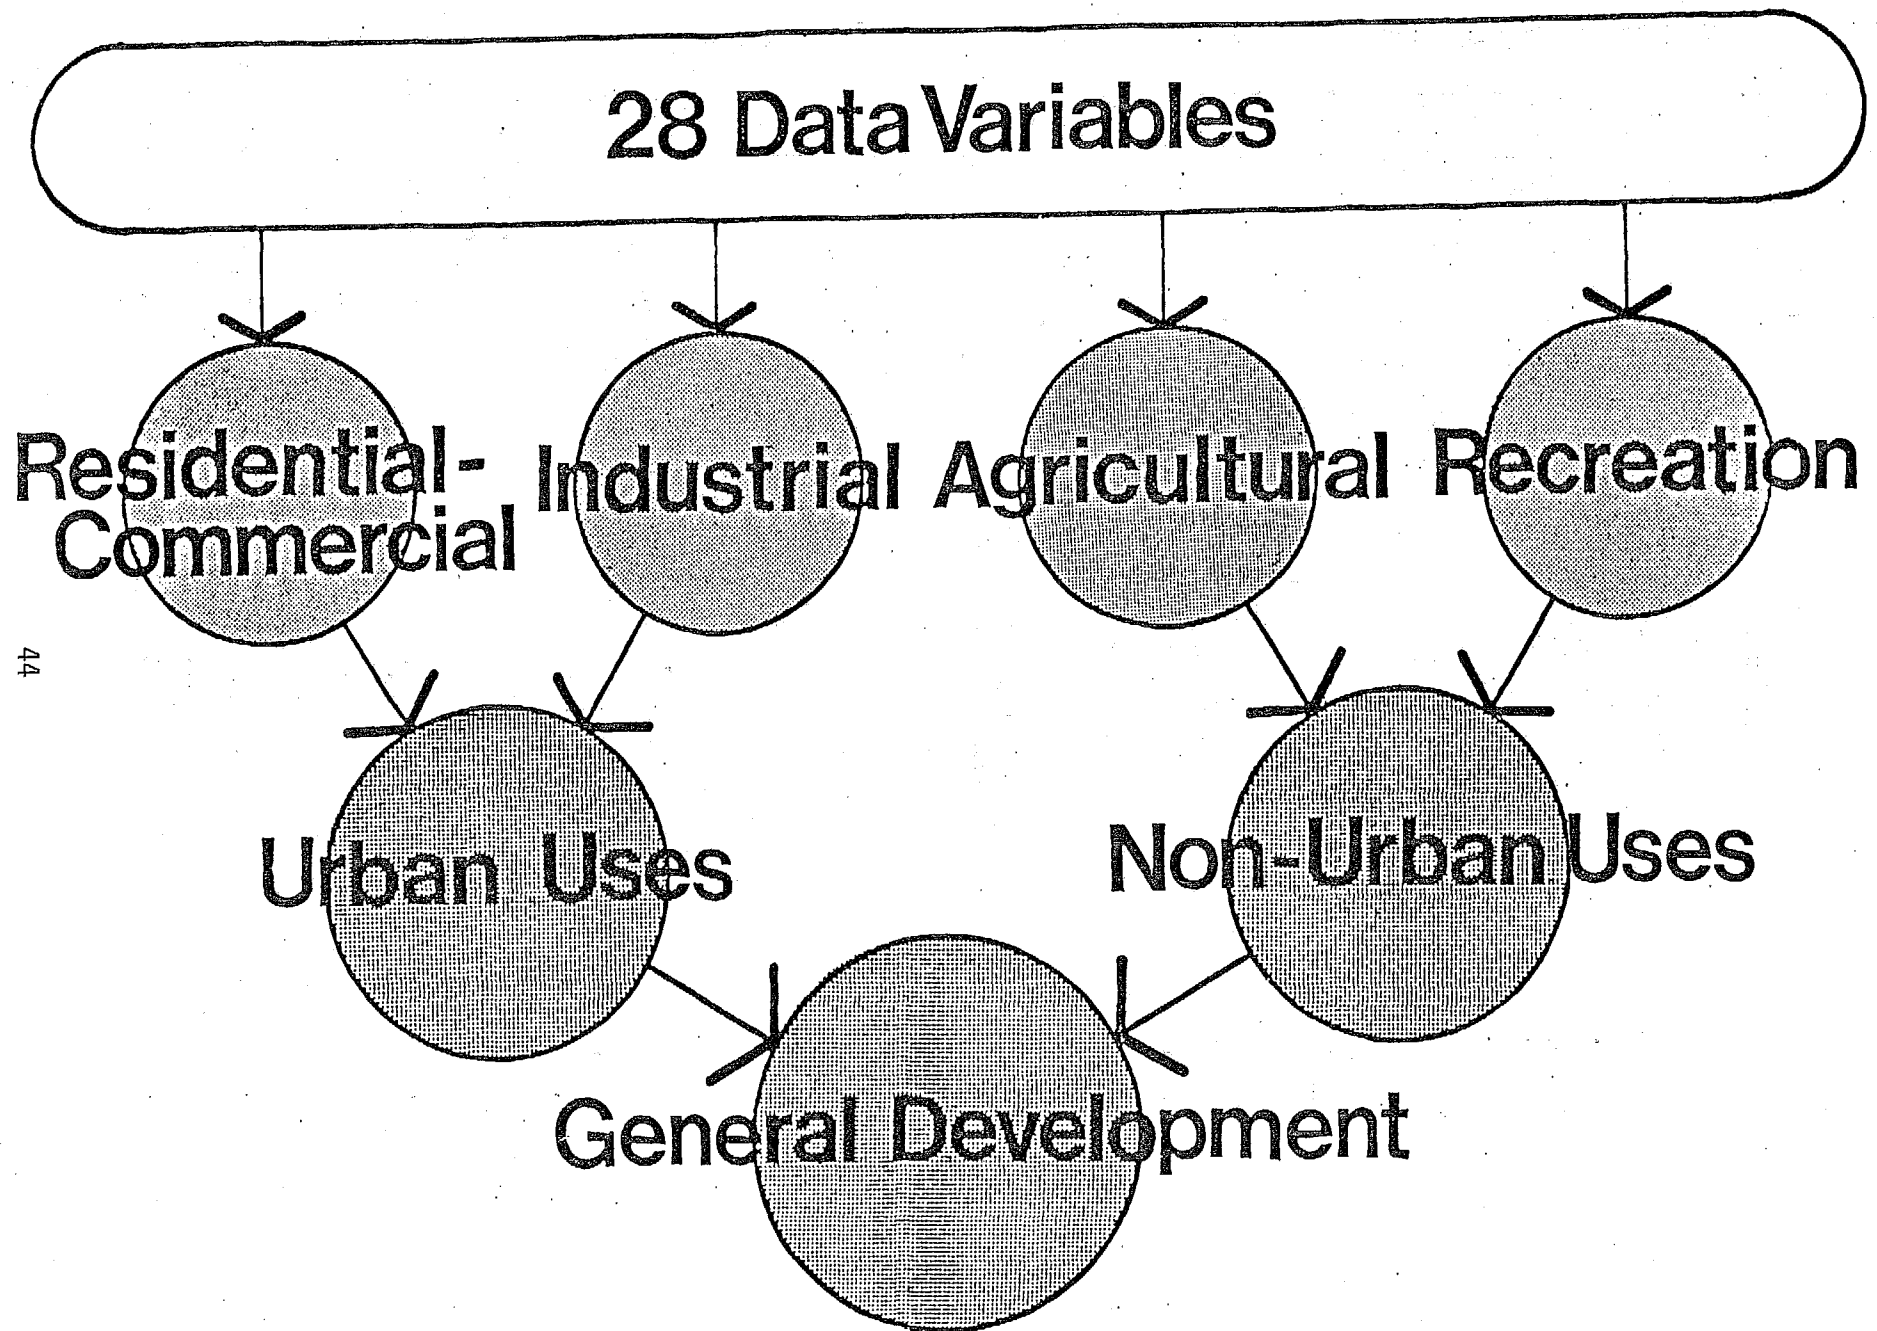 28 Data Variables
Residential-
Commercial
Industrial
Agricultural
Recreation
44
Urban Uses
Non-Urban Uses
General Development